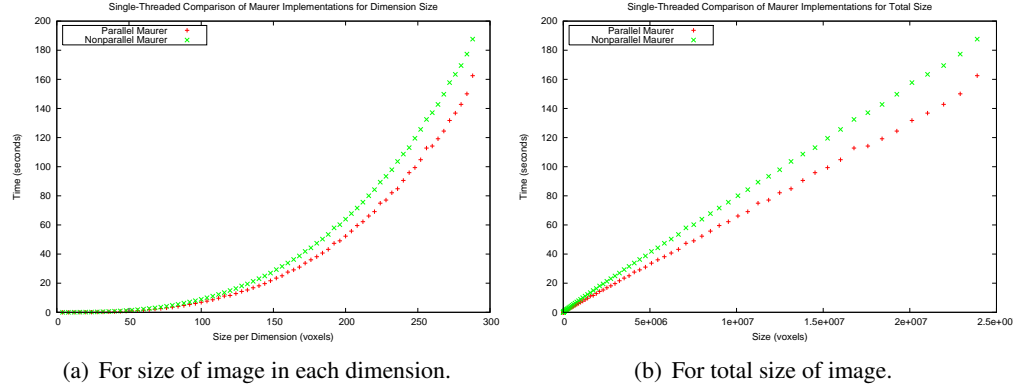 Single-Threaded Comparison of Maurer Implementations for Dimension Size
Parallel Maurer
Nonparallel Maurer
200
180
160
140
120
100
80
60
40
20
0
Time (seconds)
0 50 100 150 200 250 300
Size per Dimension (voxels)
(a) For size of image in each dimension.
Single-Threaded Comparison of Maurer Implementations for Total Size
Parallel Maurer
Nonparallel Maurer
200
180
160
140
120
100
80
60
40
20
0
Time (seconds)
0 5e+006 1e+007 1.5e+007 2e+007 2.5e+00
Size (voxels)
(b) For total size of image.